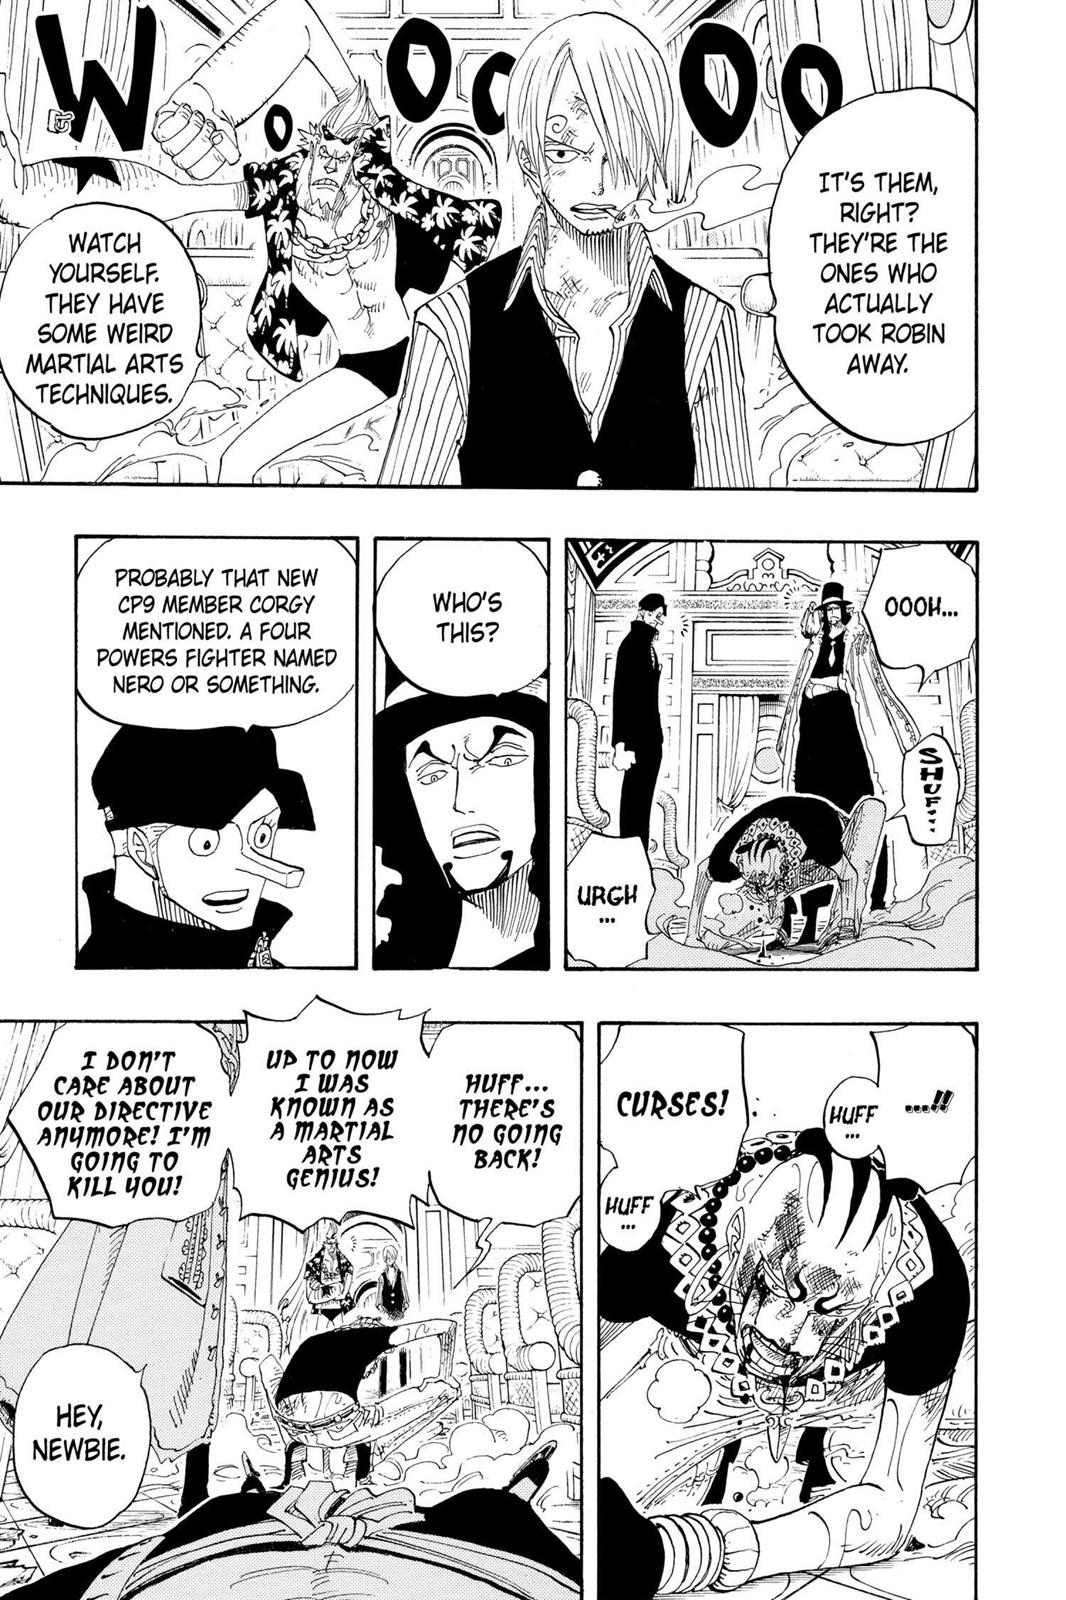 WOOOOO
IT'S THEM,
RIGHT?
THEY'RE THE
ONES WHO
ACTUALLY
TOOK ROBIN
AWAY.
WATCH
YOURSELF.
THEY HAVE
SOME WEIRD
MARTIAL ARTS
TECHNIQUES.
OOOH...
SHUF...
URGH
...
WHO'S
THIS?
PROBABLY THAT NEW
CP9 MEMBER CORGY
MENTIONED. A FOUR
POWERS FIGHTER NAMED
NERO OR SOMETHING.
...!!
HUFF
...
CURSES!
HUFF
...
HUFF...
THERE'S
NO GOING
BACK!
UP TO NOW
I WAS
KNOWN AS
A MARTIAL
ARTS
GENIUS!
I DON'T
CARE ABOUT
OUR DIRECTIVE
ANYMORE! I'M
GOING TO
KILL YOU!
HEY,
NEWBIE.